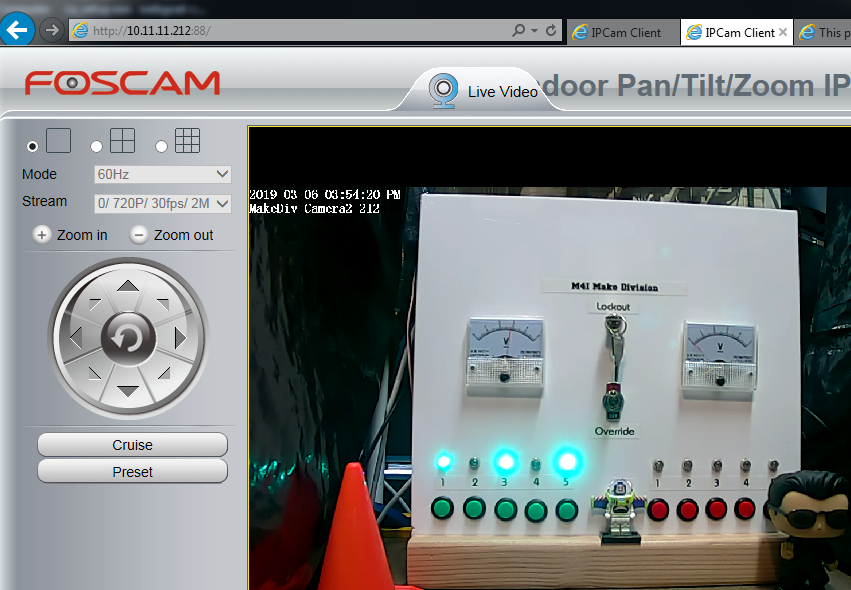 http://10.11.11.212:88/
IPCam Client
IPCam Client
This p
FOSCAM
Live Video
door Pan/Tilt/Zoom IP
Mode
60Hz
Stream
0/ 720P/ 30fps/ 2M
Zoom in
Zoom out
Cruise
Preset
2019 03 06 03:54:20 PM
MakeDiv Camera2 212
M41 Make Division
Lockout
V
V
Override
1 2 3 4 5
1 2 3 4